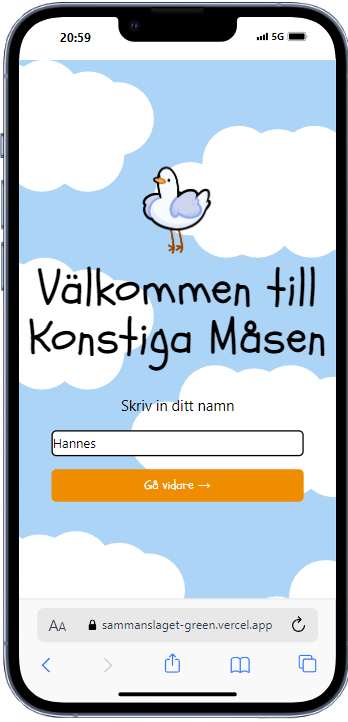 20:59
5G
Välkommen till
Konstiga Måsen
Skriv in ditt namn
Hannes
Gå vidare →
AA
sammanslaget-green.vercel.app